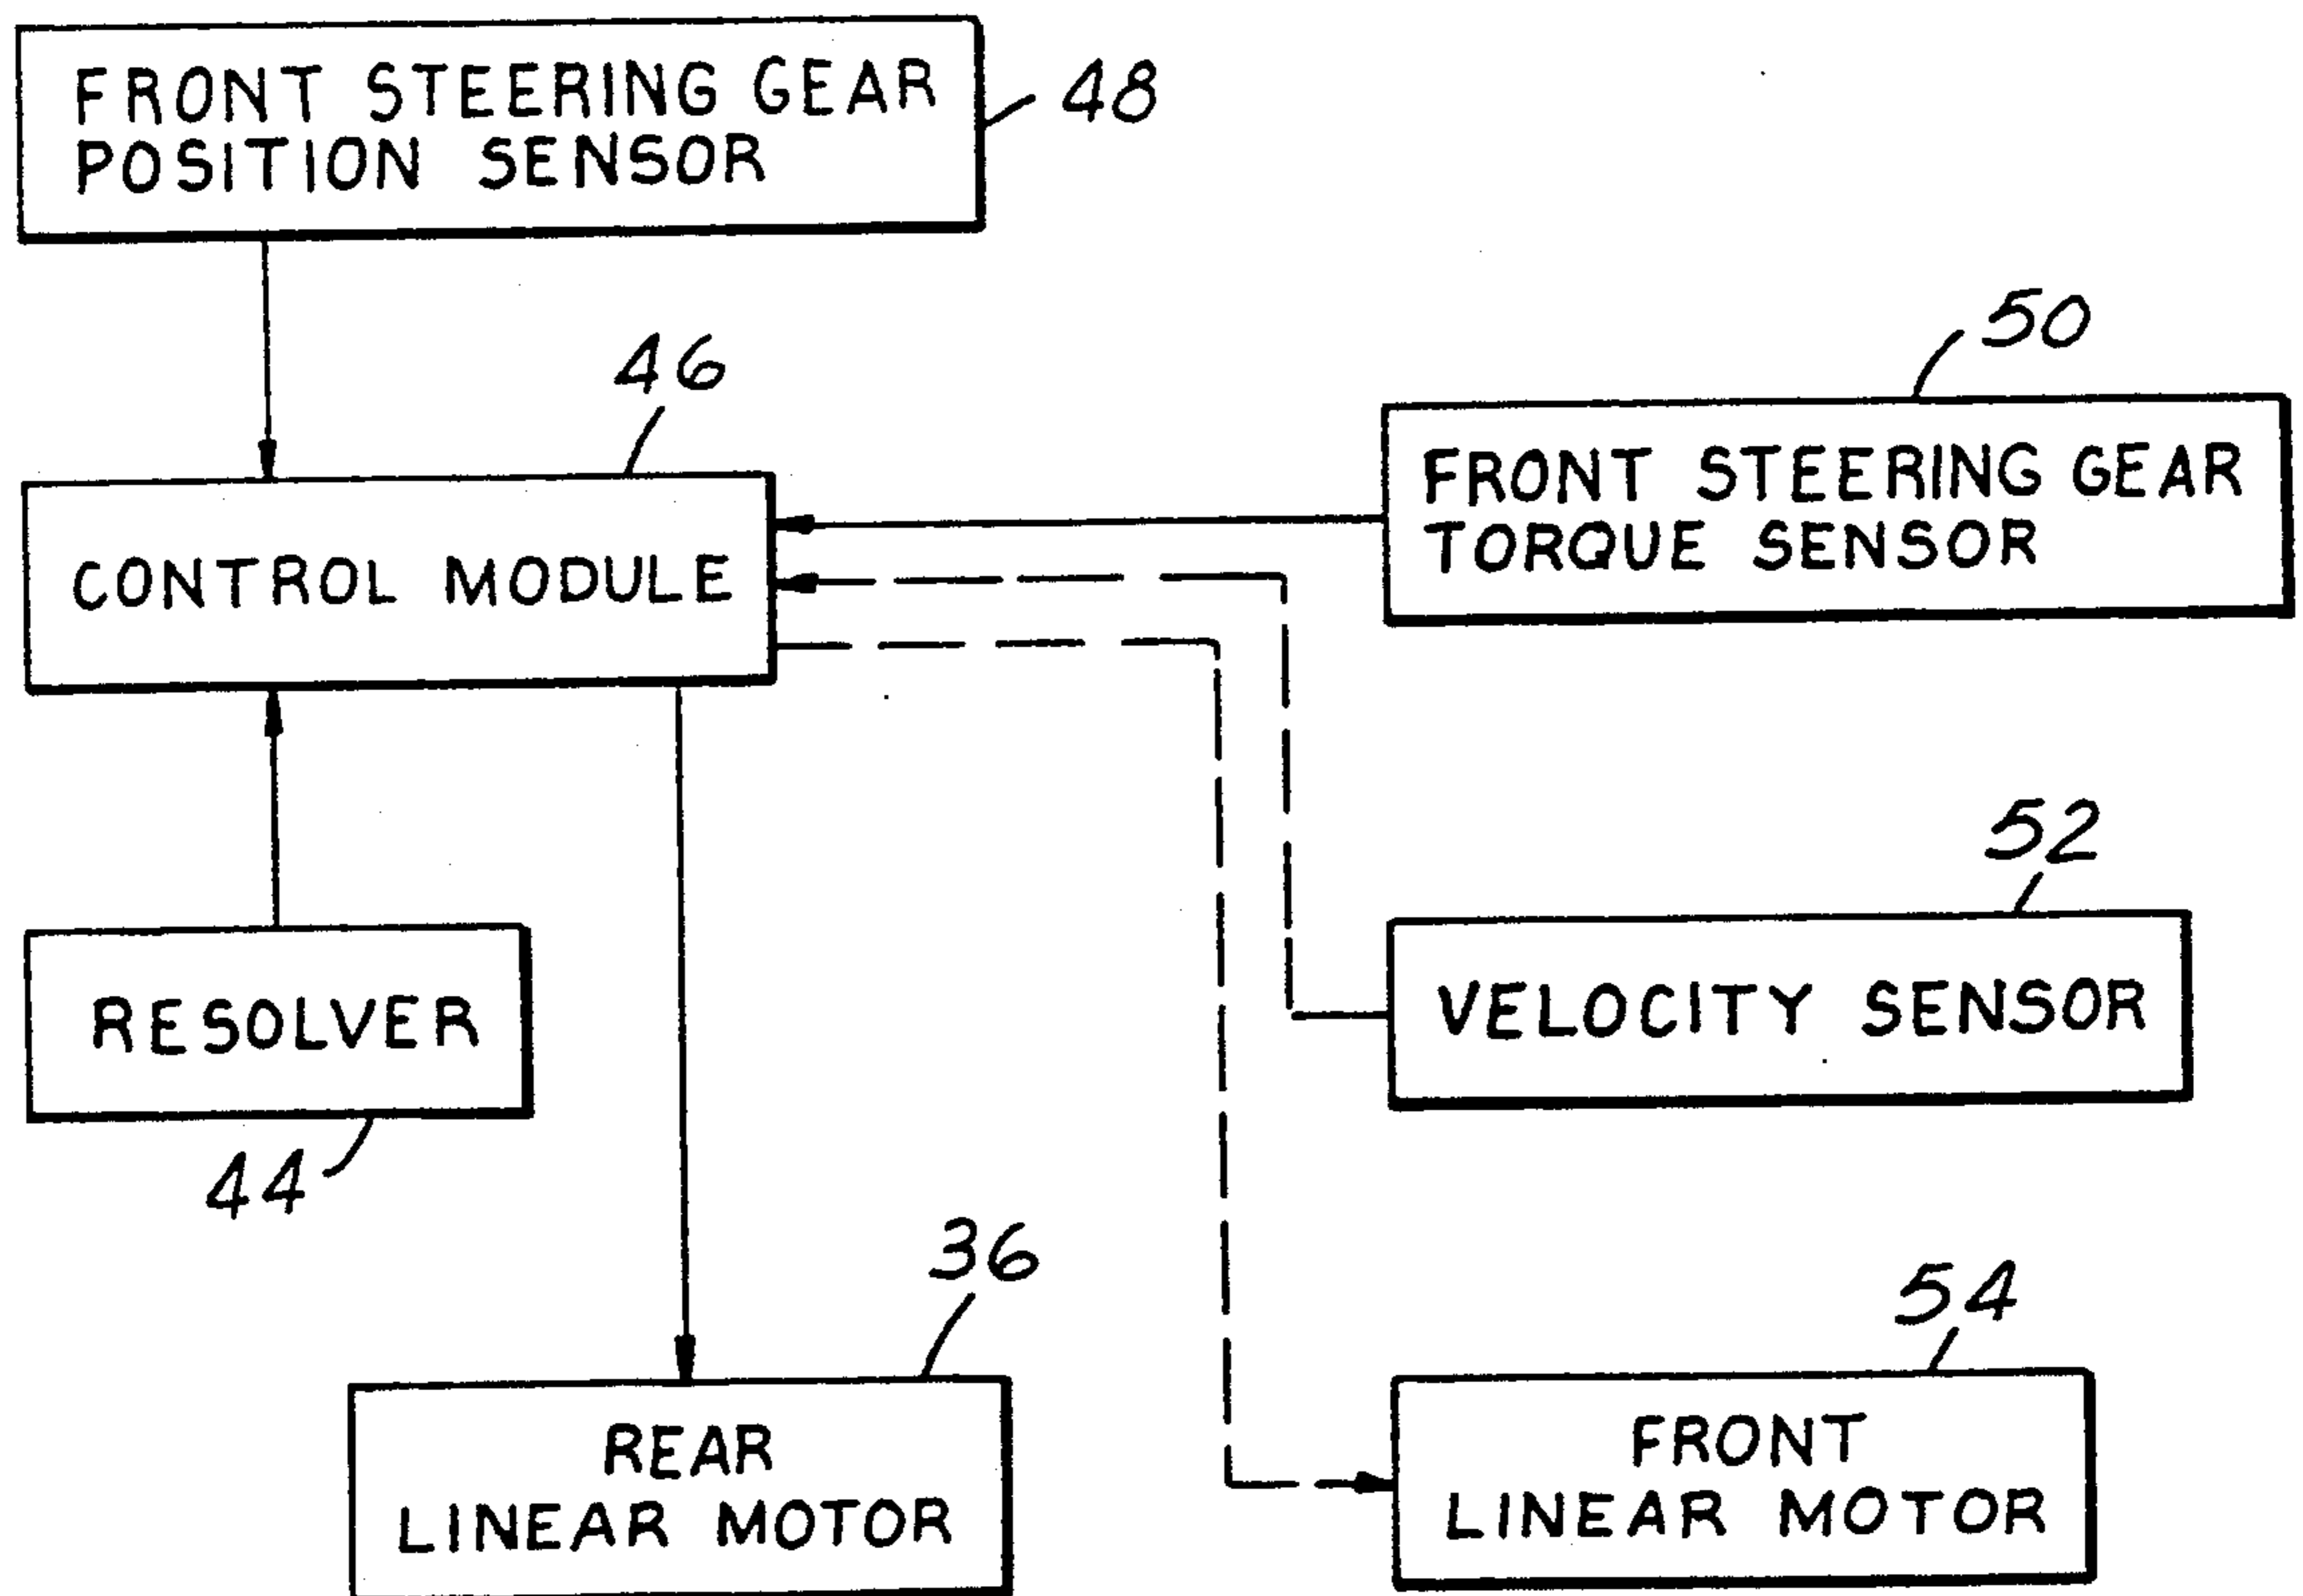 FRONT STEERING GEAR
POSITION SENSOR
48
46
50
FRONT STEERING GEAR
TORQUE SENSOR
CONTROL MODULE
52
VELOCITY SENSOR
RESOLVER
44
36
54
REAR
LINEAR MOTOR
FRONT
LINEAR MOTOR